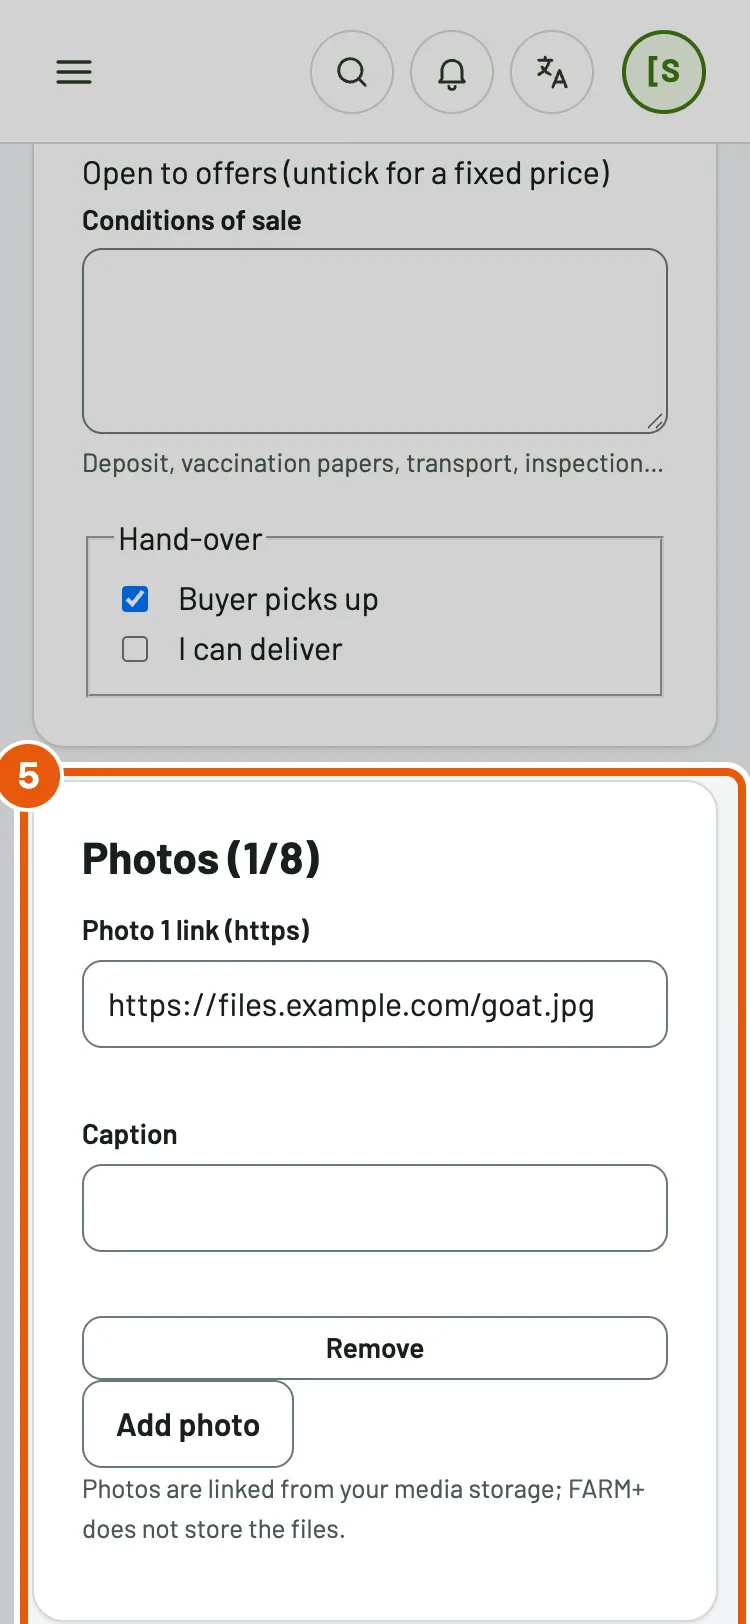 [S
Open to offers (untick for a fixed price)
Conditions of sale
Deposit, vaccination papers, transport, inspection...
Hand-over
Buyer picks up
I can deliver
5
Photos (1/8)
Photo 1 link (https)
https://files.example.com/goat.jpg
Caption
Remove
Add photo
Photos are linked from your media storage; FARM+
does not store the files.